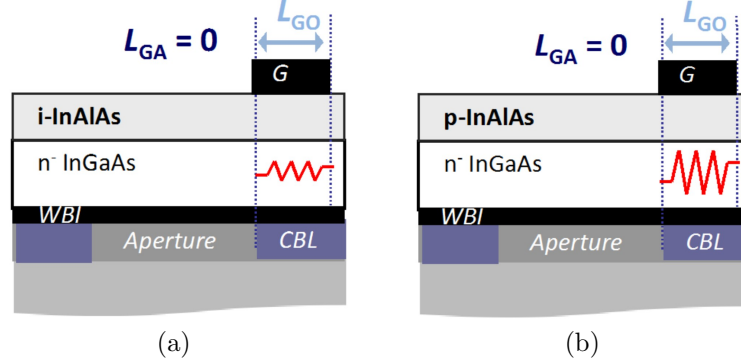 L_GO
L_GA = 0
G
i-InAlAs
n⁻ InGaAs
WBI
Aperture
CBL
(a)
L_GO
L_GA = 0
G
p-InAlAs
n⁻ InGaAs
WBI
Aperture
CBL
(b)